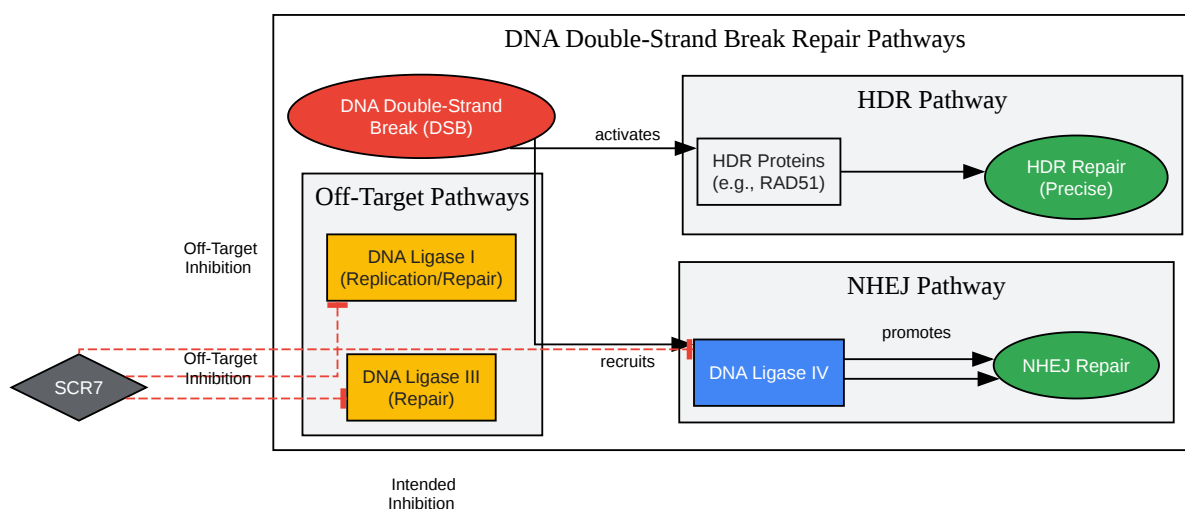 DNA Double-Strand Break Repair Pathways
DNA Double-Strand
Break (DSB)
activates
HDR Pathway
HDR Proteins
(e.g., RAD51)
HDR Repair
(Precise)
Off-Target Pathways
Off-Target
Inhibition
DNA Ligase I
(Replication/Repair)
NHEJ Pathway
promotes
recruits
DNA Ligase IV
NHEJ Repair
Off-Target
Inhibition
SCR7
DNA Ligase III
(Repair)
Intended
Inhibition